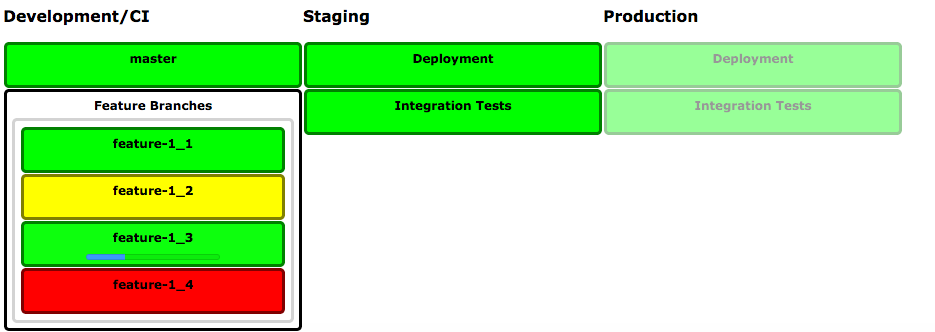 Development/CI
Staging
Production
master
Deployment
Deployment
Feature Branches
Integration Tests
Integration Tests
feature-1_1
feature-1_2
feature-1_3
feature-1_4